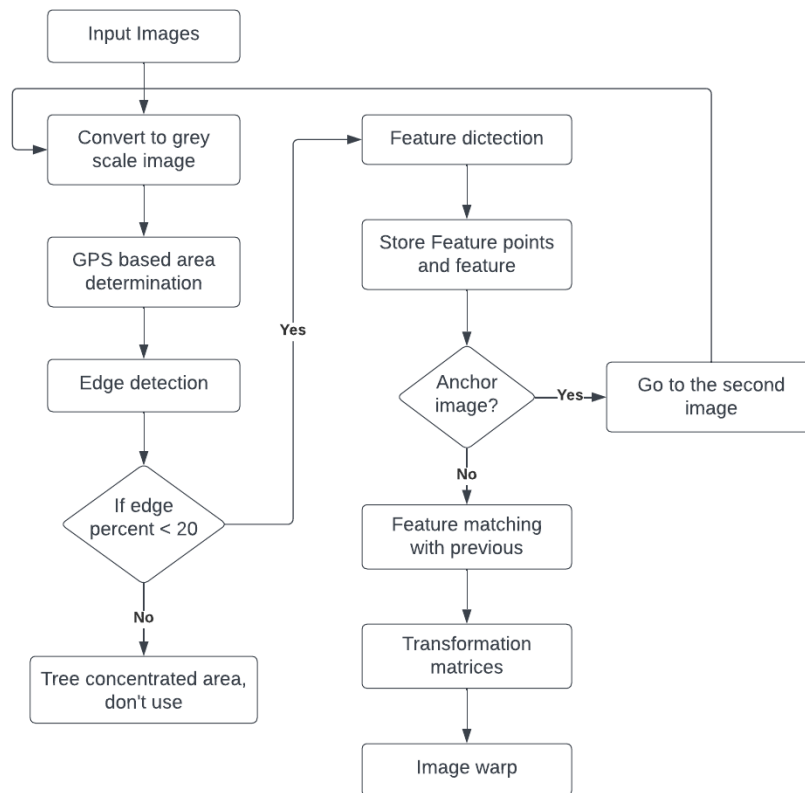 Input Images
Convert to grey
scale image
GPS based area
determination
Edge detection
If edge
percent < 20
No
Tree concentrated area,
don't use
Yes
Feature dictection
Store Feature points
and feature
Anchor
image?
Yes
Go to the second
image
No
Feature matching
with previous
Transformation
matrices
Image warp